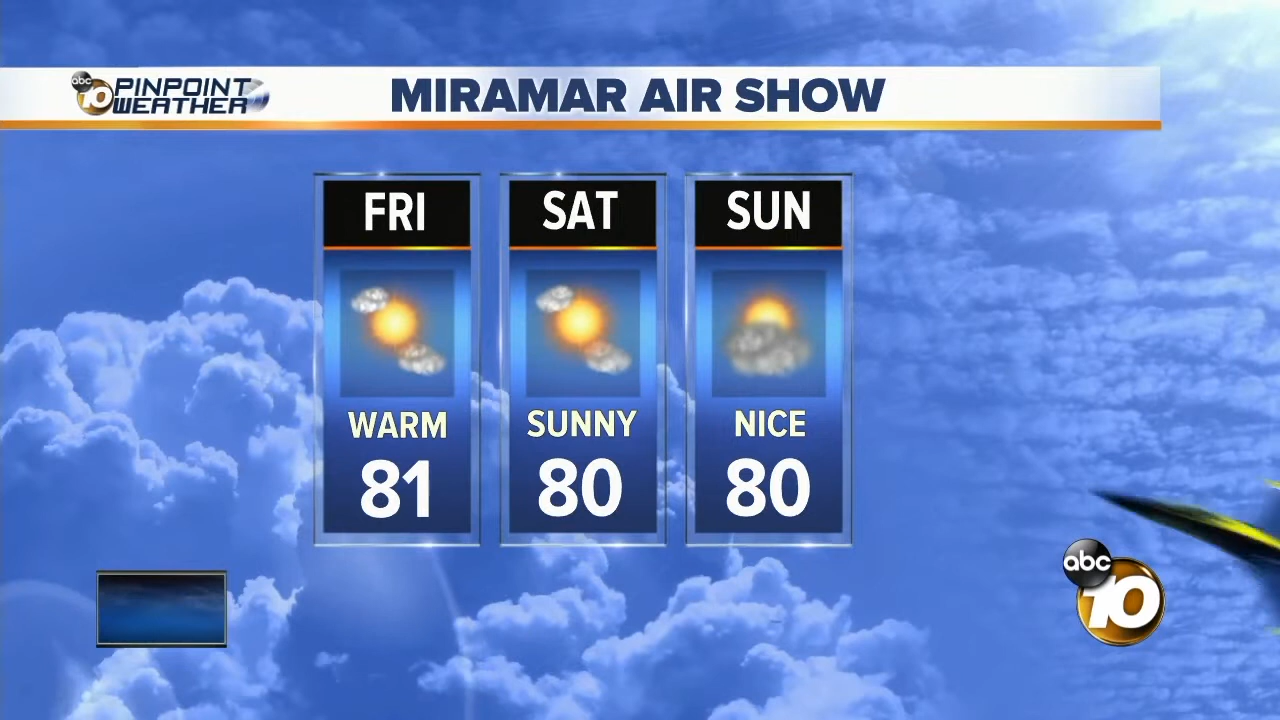 abc 10 PINPOINT WEATHER
MIRAMAR AIR SHOW
FRI SAT SUN
WARM SUNNY NICE
81 80 80
abc
10